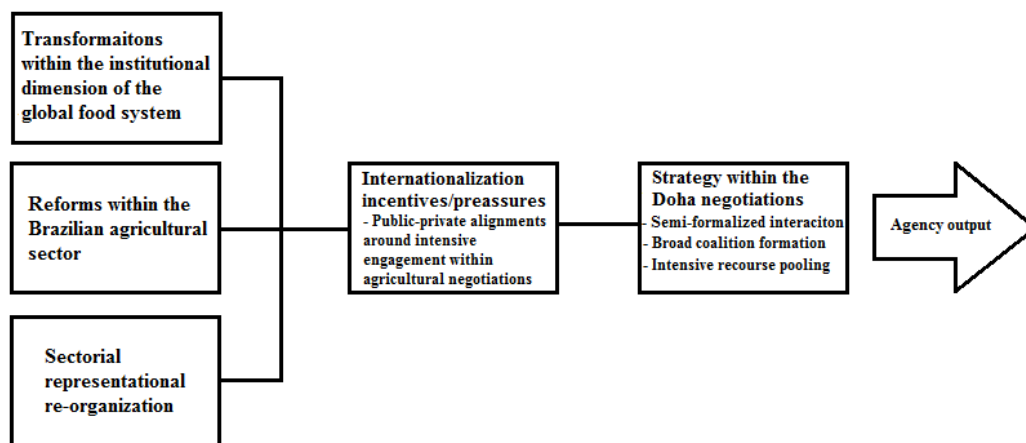 Transformaitons
within the institutional
dimension of the
global food system
Reforms within the
Brazilian agricultural
sector
Sectorial
representational
re-organization
Internationalization
incentives/preassures
- Public-private alignments
around intensive
engagement within
agricultural negotiations
Strategy within the
Doha negotiations
- Semi-formalized interaciton
- Broad coalition formation
- Intensive recourse pooling
Agency output